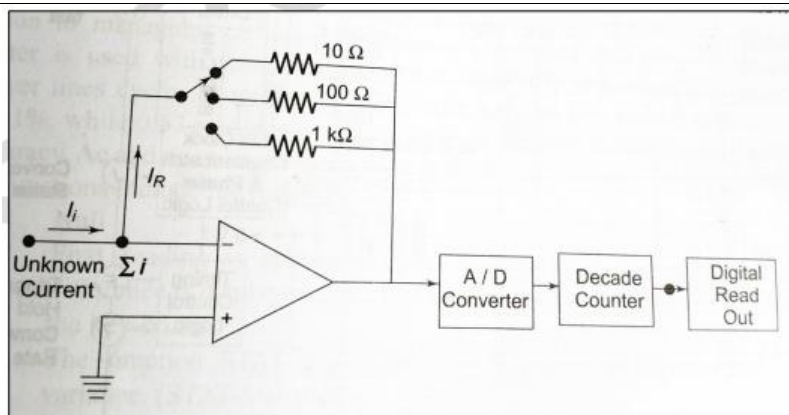 10 Ω
100 Ω
1 kΩ
I_R
I_i
Unknown Σi
Current
−
+
A / D
Converter
Decade
Counter
Digital
Read
Out